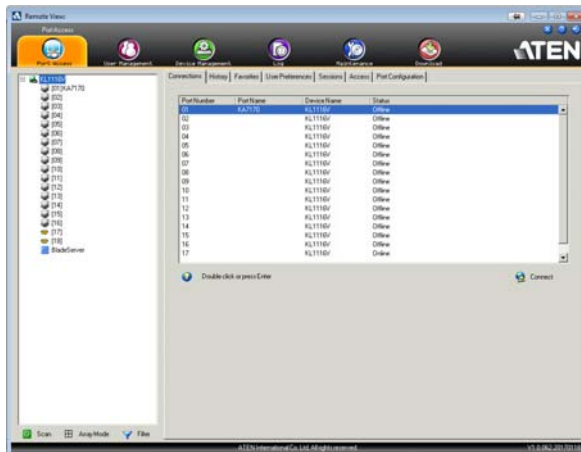 Remote View
PortAccess
Port Access
User Management
Device Management
Log
Maintenance
Download
ATEN
KL1116V
[01]KA7170
[02]
[03]
[04]
[05]
[06]
[07]
[08]
[09]
[10]
[11]
[12]
[13]
[14]
[15]
[16]
[17]
[18]
BladeServer
Connections History Favorites User Preferences Sessions Access Port Configuration
Port Number Port Name Device Name Status
01 KA7170 KL1116V Offline
02 KL1116V Offline
03 KL1116V Offline
04 KL1116V Offline
05 KL1116V Offline
06 KL1116V Offline
07 KL1116V Offline
08 KL1116V Offline
09 KL1116V Offline
10 KL1116V Offline
11 KL1116V Offline
12 KL1116V Offline
13 KL1116V Offline
14 KL1116V Offline
15 KL1116V Offline
16 KL1116V Offline
17 KL1116V Online
Double click or press Enter
Connect
Scan Array Mode Filter
ATEN International Co. Ltd. All rights reserved.